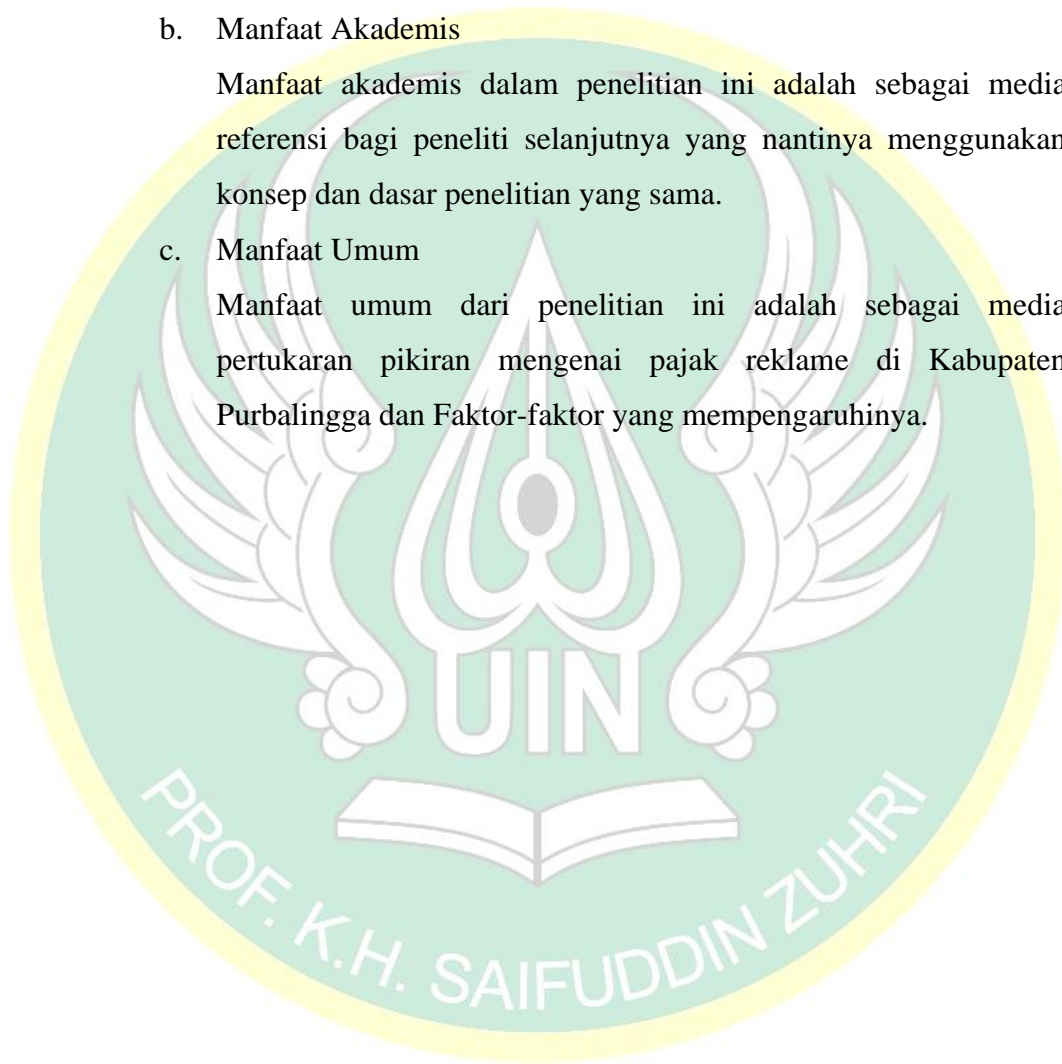 b. Manfaat Akademis
Manfaat akademis dalam penelitian ini adalah sebagai media
referensi bagi peneliti selanjutnya yang nantinya menggunakan
konsep dan dasar penelitian yang sama.
c. Manfaat Umum
Manfaat umum dari penelitian ini adalah sebagai media
pertukaran pikiran mengenai pajak reklame di Kabupaten
Purbalingga dan Faktor-faktor yang mempengaruhinya.
UIN
PROF. K.H. SAIFUDDIN ZUHRI